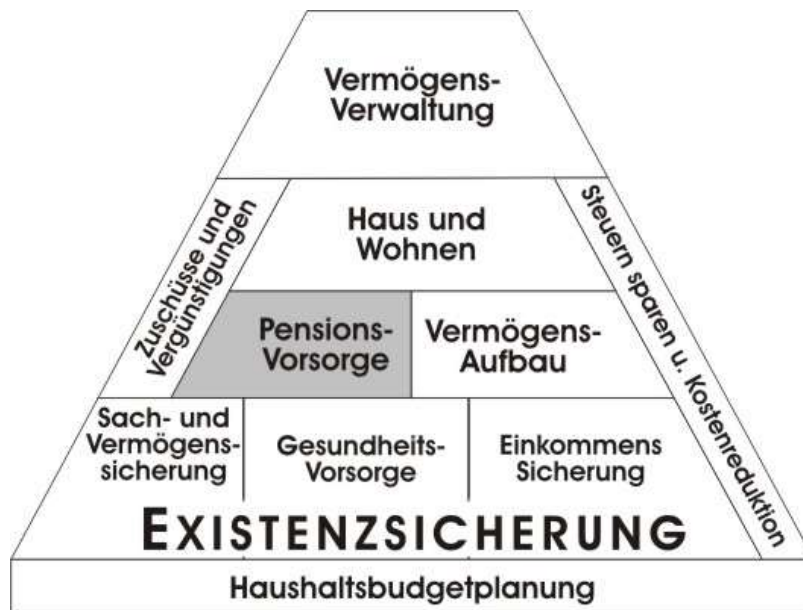 Vermögens-
Verwaltung
Zuschüsse und
Vergünstigungen
Haus und
Wohnen
Steuern sparen u. Kostenreduktion
Pensions-
Vorsorge
Vermögens-
Aufbau
Sach- und
Vermögens-
sicherung
Gesundheits-
Vorsorge
Einkommens
Sicherung
EXISTENZSICHERUNG
Haushaltsbudgetplanung